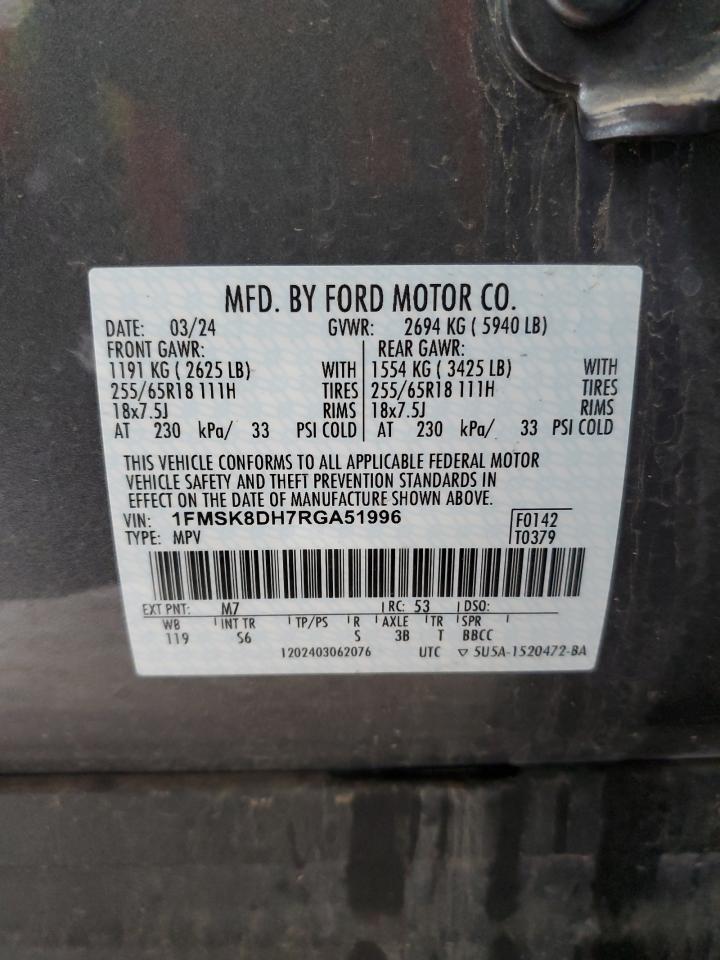 MFD. BY FORD MOTOR CO.
DATE: 03/24 GVWR: 2694 KG ( 5940 LB)
FRONT GAWR: REAR GAWR:
1191 KG ( 2625 LB) WITH 1554 KG ( 3425 LB) WITH
255/65R18 111H TIRES 255/65R18 111H TIRES
18x7.5J RIMS 18x7.5J RIMS
AT 230 kPa/ 33 PSI COLD AT 230 kPa/ 33 PSI COLD
THIS VEHICLE CONFORMS TO ALL APPLICABLE FEDERAL MOTOR
VEHICLE SAFETY AND THEFT PREVENTION STANDARDS IN
EFFECT ON THE DATE OF MANUFACTURE SHOWN ABOVE.
VIN: 1FMSK8DH7RGA51996 F0142
TYPE: MPV T0379
EXT PNT: M7 RC: 53 DSO:
WB INT TR TP/PS R AXLE TR SPR
119 S6 S 3B T BBCC
1202403062076 UTC ▽ 5U5A-1520472-BA